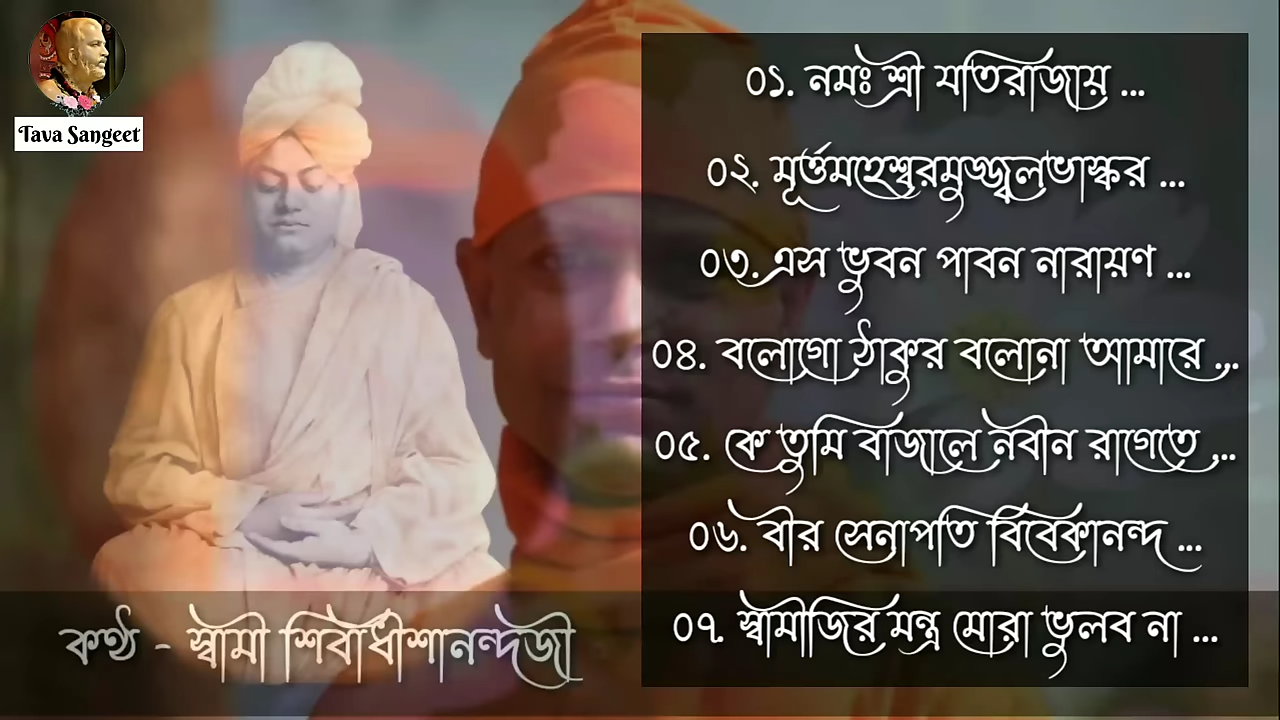 Tava Sangeet
০১. নমঃ শ্রী যতিরাজায় ...
০২. মূর্ত্তমহেশ্বরমুজ্জ্বলভাস্কর ...
০৩. এস ভুবন পাবন নারায়ণ ...
০৪. বলোগো ঠাকুর বলোনা আমারে ...
০৫. কে তুমি বাজালে নবীন রাগেতে ...
০৬. বীর সেনাপতি বিবেকানন্দ ...
০৭. স্বামীজির মন্ত্র মোরা ভুলব না ...
কণ্ঠ - স্বামী শিবাধীশানন্দজী